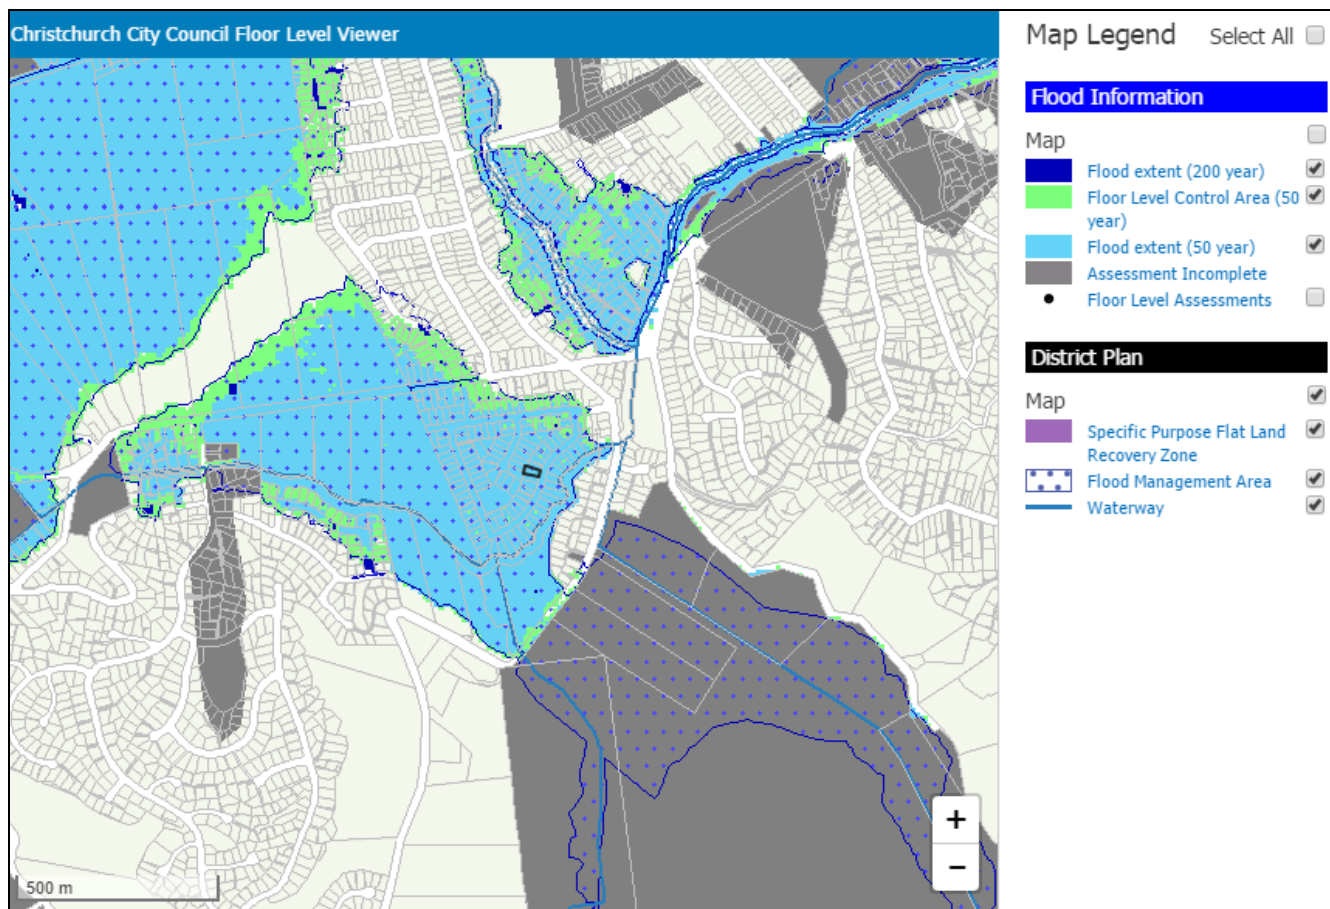 Christchurch City Council Floor Level Viewer
Map Legend Select All
Flood Information
Map
Flood extent (200 year)
Floor Level Control Area (50
year)
Flood extent (50 year)
Assessment Incomplete
Floor Level Assessments
District Plan
Map
Specific Purpose Flat Land
Recovery Zone
Flood Management Area
Waterway
+
−
500 m